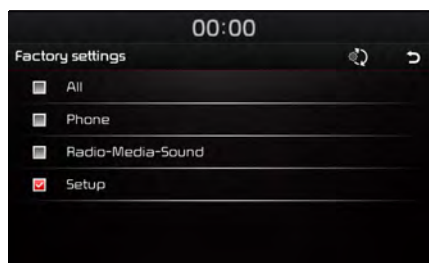 00:00
Factory settings
All
Phone
Radio-Media-Sound
Setup